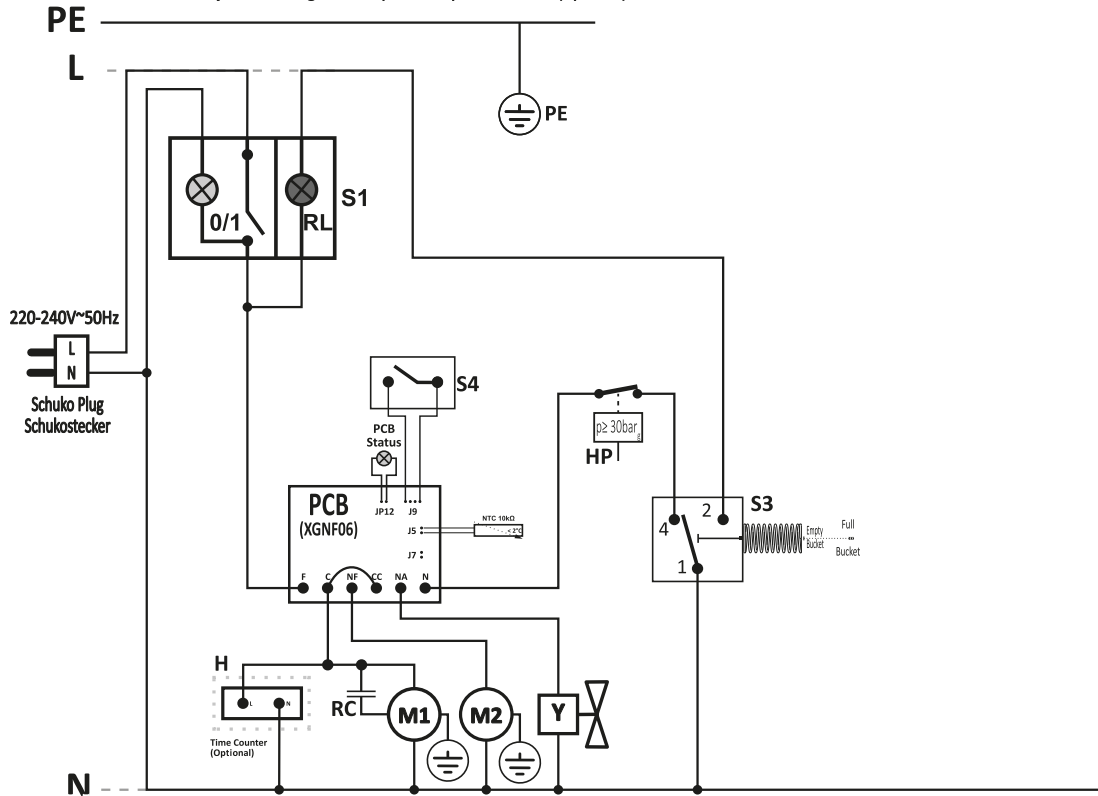 PE
L
PE
S1
0/1
RL
220-240V~50Hz
L
N
Schuko Plug
Schukostecker
S4
PCB
Status
p≥ 30bar
HP
PCB
(XGNF06)
JP12
J9
J5
NTC 10kΩ
< 2°C
J7
S3
2
4
1
Empty
Bucket
Full
Bucket
F
C
NF
CC
NA
N
H
L
N
RC
M1
M2
Y
Time Counter
(Optional)
N